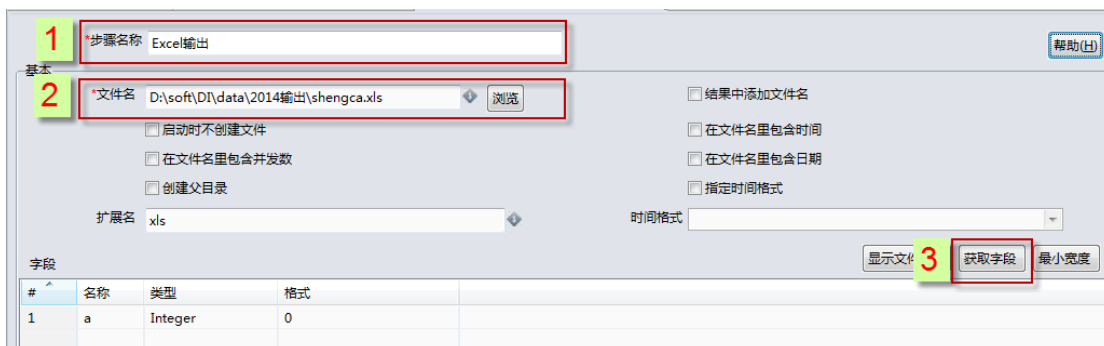 1
*步骤名称 Excel输出
帮助(H)
基本
2
*文件名 D:\soft\DI\data\2014输出\shengca.xls 浏览
结果中添加文件名
启动时不创建文件
在文件名里包含时间
在文件名里包含并发数
在文件名里包含日期
创建父目录
指定时间格式
扩展名 xls
时间格式
显示文件
3
获取字段
最小宽度
字段
# 名称 类型 格式
1 a Integer 0